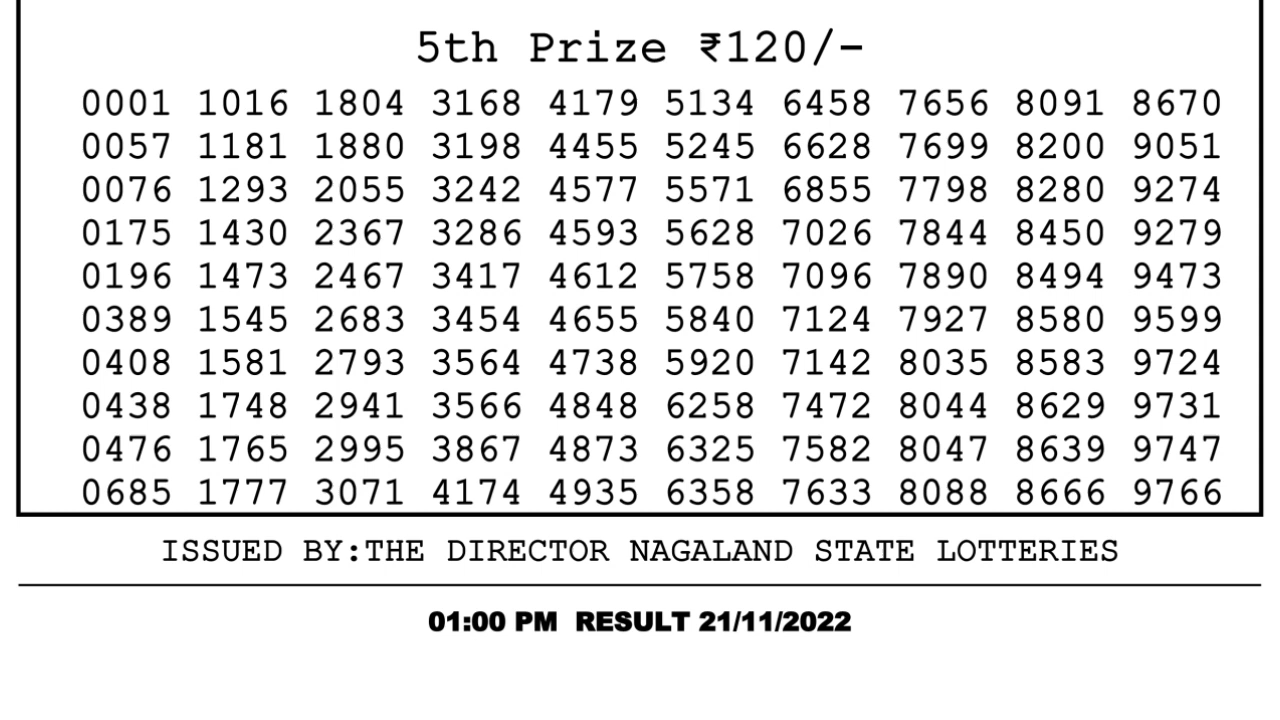 5th Prize ₹120/-
0001 1016 1804 3168 4179 5134 6458 7656 8091 8670
0057 1181 1880 3198 4455 5245 6628 7699 8200 9051
0076 1293 2055 3242 4577 5571 6855 7798 8280 9274
0175 1430 2367 3286 4593 5628 7026 7844 8450 9279
0196 1473 2467 3417 4612 5758 7096 7890 8494 9473
0389 1545 2683 3454 4655 5840 7124 7927 8580 9599
0408 1581 2793 3564 4738 5920 7142 8035 8583 9724
0438 1748 2941 3566 4848 6258 7472 8044 8629 9731
0476 1765 2995 3867 4873 6325 7582 8047 8639 9747
0685 1777 3071 4174 4935 6358 7633 8088 8666 9766
ISSUED BY:THE DIRECTOR NAGALAND STATE LOTTERIES
01:00 PM RESULT 21/11/2022